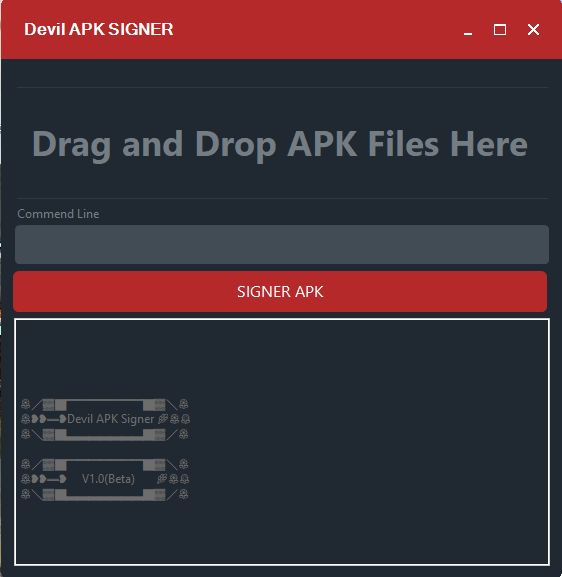 Devil APK SIGNER
Drag and Drop APK Files Here
Commend Line
SIGNER APK
Devil APK Signer
V1.0(Beta)